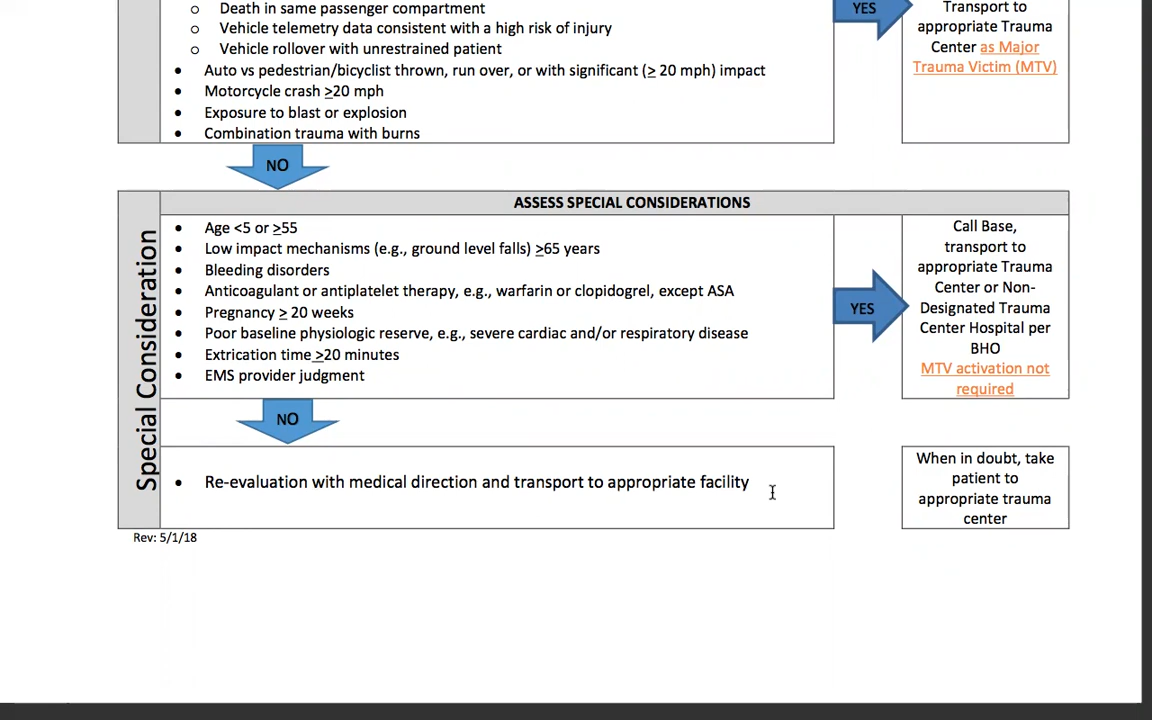 o Death in same passenger compartment
o Vehicle telemetry data consistent with a high risk of injury
o Vehicle rollover with unrestrained patient
• Auto vs pedestrian/bicyclist thrown, run over, or with significant (≥ 20 mph) impact
• Motorcycle crash ≥20 mph
• Exposure to blast or explosion
• Combination trauma with burns
YES
Transport to
appropriate Trauma
Center as Major
Trauma Victim (MTV)
NO
Special Consideration
ASSESS SPECIAL CONSIDERATIONS
• Age <5 or ≥55
• Low impact mechanisms (e.g., ground level falls) ≥65 years
• Bleeding disorders
• Anticoagulant or antiplatelet therapy, e.g., warfarin or clopidogrel, except ASA
• Pregnancy ≥ 20 weeks
• Poor baseline physiologic reserve, e.g., severe cardiac and/or respiratory disease
• Extrication time ≥20 minutes
• EMS provider judgment
YES
Call Base,
transport to
appropriate Trauma
Center or Non-
Designated Trauma
Center Hospital per
BHO
MTV activation not
required
NO
• Re-evaluation with medical direction and transport to appropriate facility
When in doubt, take
patient to
appropriate trauma
center
Rev: 5/1/18